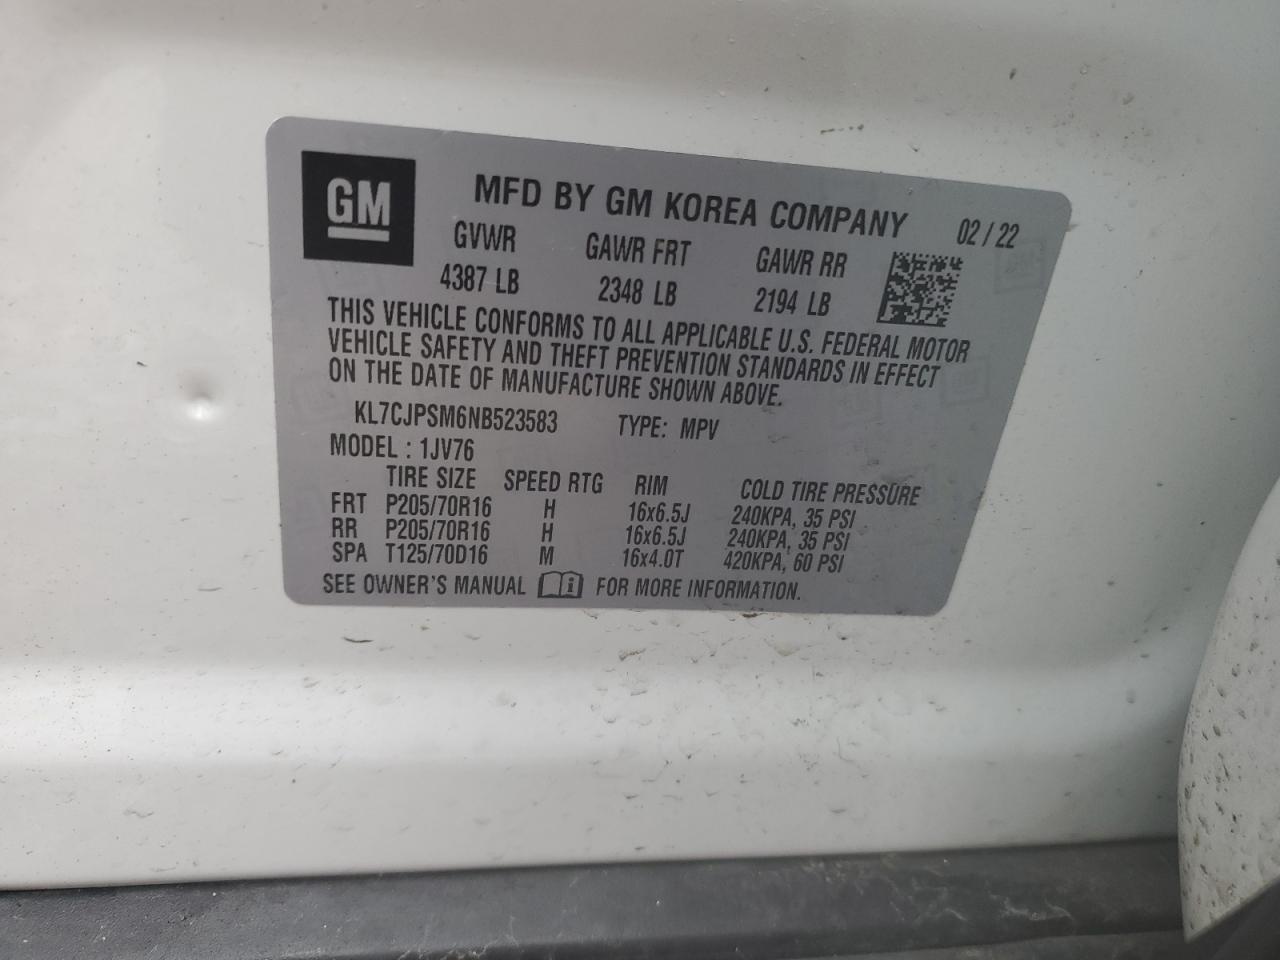 GM
MFD BY GM KOREA COMPANY 02 / 22
GVWR GAWR FRT GAWR RR
4387 LB 2348 LB 2194 LB
THIS VEHICLE CONFORMS TO ALL APPLICABLE U.S. FEDERAL MOTOR
VEHICLE SAFETY AND THEFT PREVENTION STANDARDS IN EFFECT
ON THE DATE OF MANUFACTURE SHOWN ABOVE.
KL7CJPSM6NB523583 TYPE: MPV
MODEL : 1JV76
TIRE SIZE SPEED RTG RIM COLD TIRE PRESSURE
FRT P205/70R16 H 16x6.5J 240KPA, 35 PSI
RR P205/70R16 H 16x6.5J 240KPA, 35 PSI
SPA T125/70D16 M 16x4.0T 420KPA, 60 PSI
SEE OWNER'S MANUAL i FOR MORE INFORMATION.